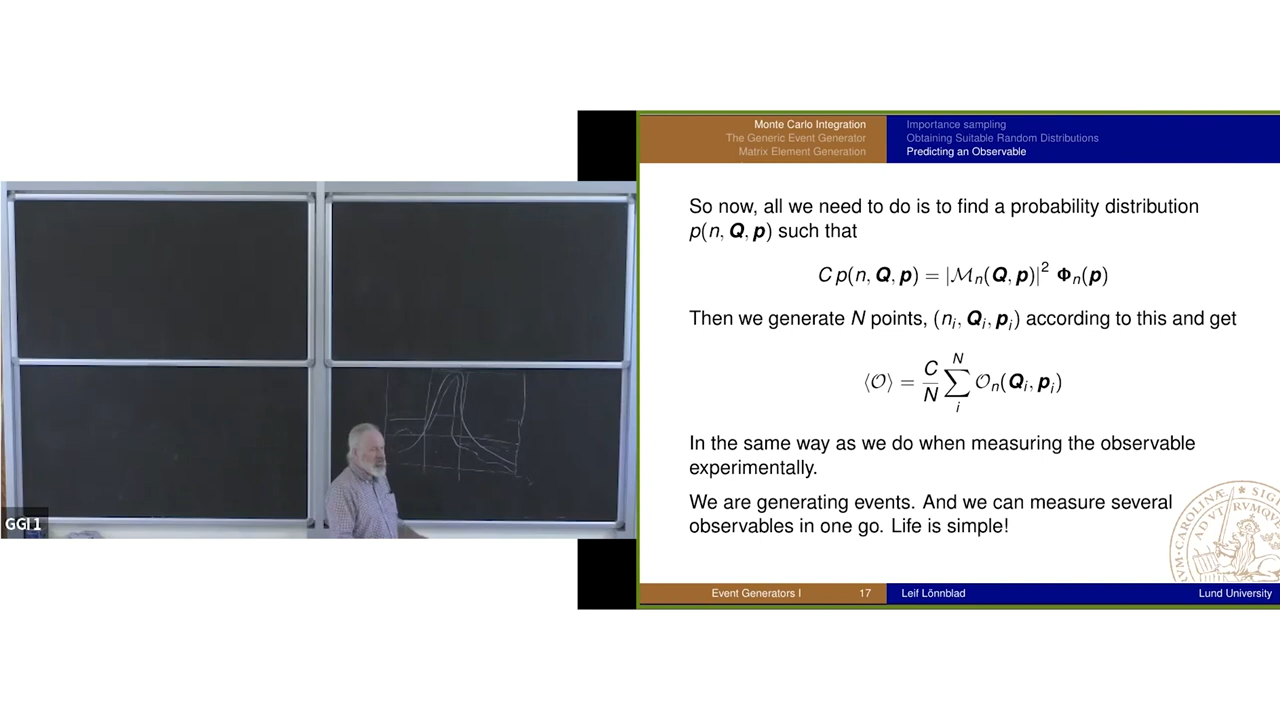 GGI 1
Monte Carlo Integration
The Generic Event Generator
Matrix Element Generation
Importance sampling
Obtaining Suitable Random Distributions
Predicting an Observable
So now, all we need to do is to find a probability distribution
p(n, Q, p) such that
C p(n, Q, p) = |ℳₙ(Q, p)|² Φₙ(p)
Then we generate N points, (nᵢ, Qᵢ, pᵢ) according to this and get
⟨𝒪⟩ = C/N ∑ᵢᴺ 𝒪ₙ(Qᵢ, pᵢ)
In the same way as we do when measuring the observable
experimentally.
We are generating events. And we can measure several
observables in one go. Life is simple!
Event Generators I 17 Leif Lönnblad Lund University